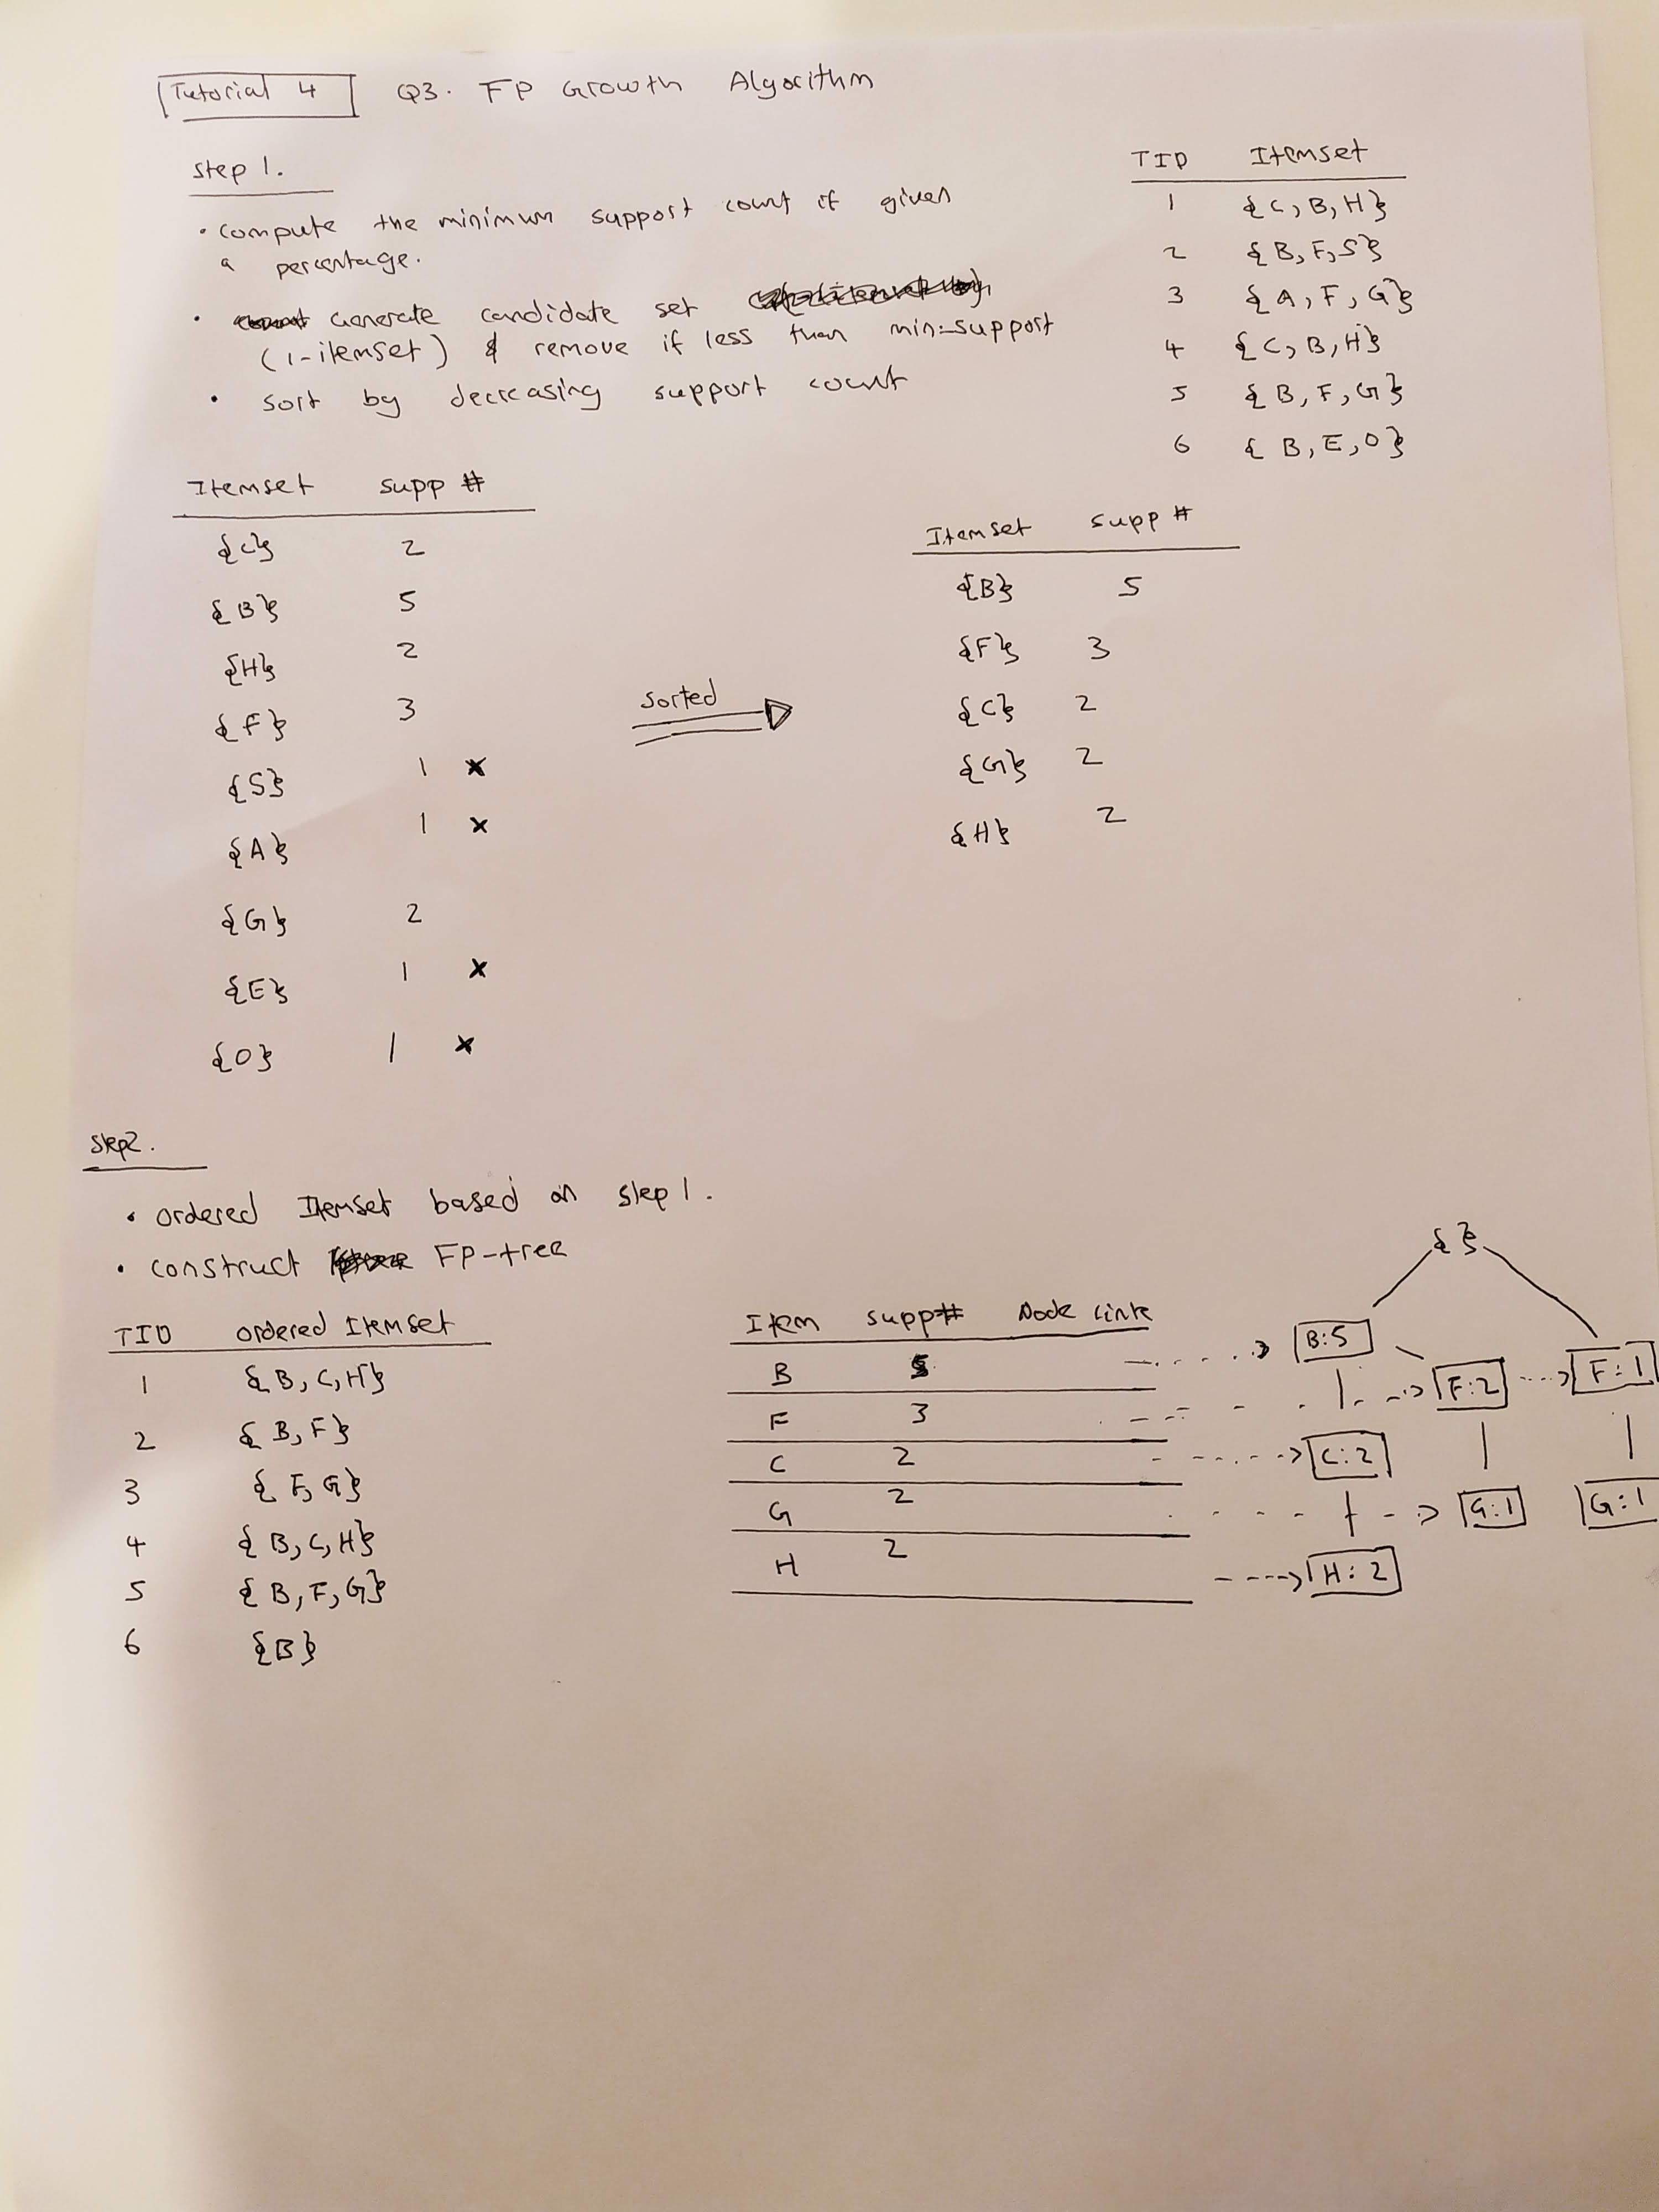 Tutorial 4 Q3. FP Growth Algorithm
Step 1.
• compute the minimum support count if given
a percentage.
• Generate candidate set
(1-itemset) & remove if less than min-support
• sort by decreasing support count
TID Itemset
1 {C, B, H}
2 {B, F, S}
3 {A, F, G}
4 {C, B, H}
5 {B, F, G}
6 {B, E, O}
Itemset supp #
{C} 2
{B} 5
{H} 2
{F} 3
{S} 1 x
{A} 1 x
{G} 2
{E} 1 x
{O} 1 x
sorted
Itemset supp #
{B} 5
{F} 3
{C} 2
{G} 2
{H} 2
Step2.
• ordered Itemset based on step 1.
• construct FP-tree
TID ordered Itemset
1 {B, C, H}
2 {B, F}
3 {F, G}
4 {B, C, H}
5 {B, F, G}
6 {B}
Item supp# Node Link
B 5
F 3
C 2
G 2
H 2
{ }
B:5
F:2 F:1
C:2
G:1 G:1
H:2